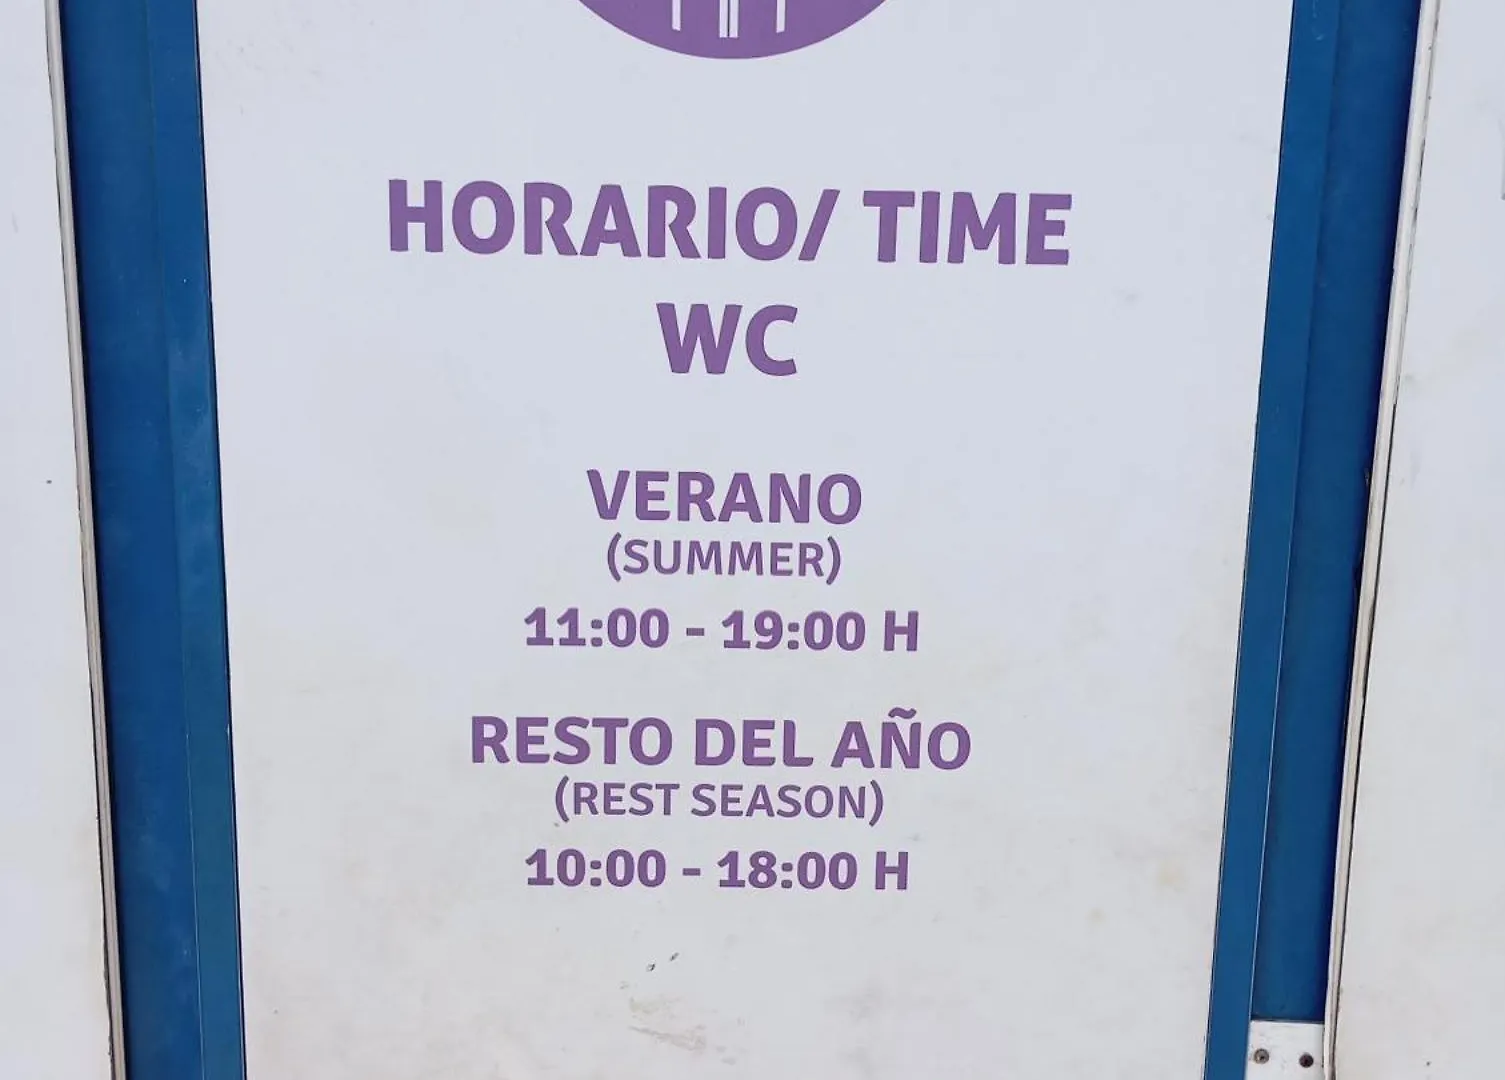 HORARIO/ TIME
WC
VERANO
(SUMMER)
11:00 - 19:00 H
RESTO DEL AÑO
(REST SEASON)
10:00 - 18:00 H